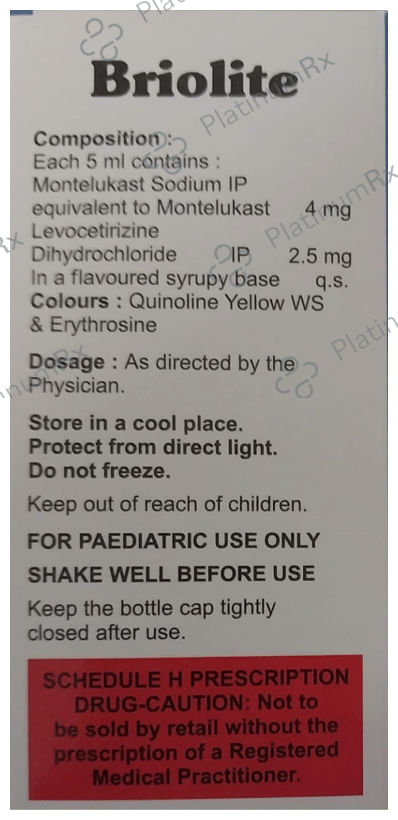 Briolite
Composition :
Each 5 ml contains :
Montelukast Sodium IP
equivalent to Montelukast 4 mg
Levocetirizine
Dihydrochloride IP 2.5 mg
In a flavoured syrupy base q.s.
Colours : Quinoline Yellow WS
& Erythrosine
Dosage : As directed by the
Physician.
Store in a cool place.
Protect from direct light.
Do not freeze.
Keep out of reach of children.
FOR PAEDIATRIC USE ONLY
SHAKE WELL BEFORE USE
Keep the bottle cap tightly
closed after use.
SCHEDULE H PRESCRIPTION
DRUG-CAUTION: Not to
be sold by retail without the
prescription of a Registered
Medical Practitioner.
PlatinumRx
PlatinumRx